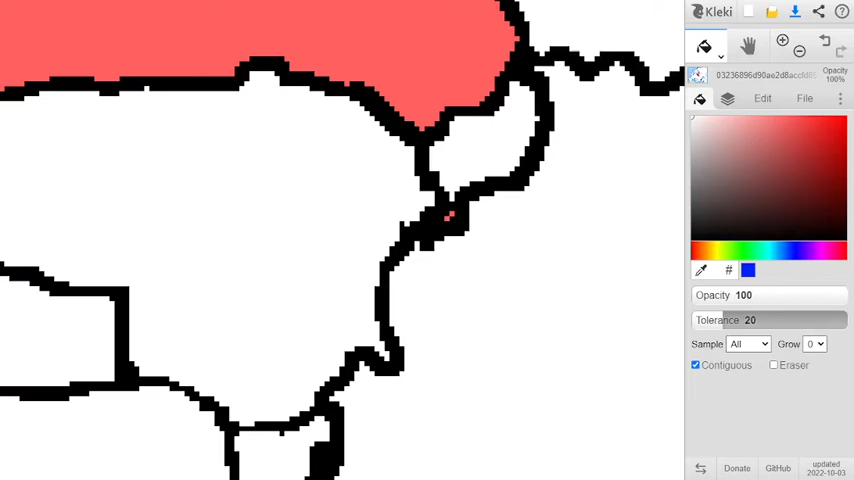 Kleki
03236896d90ae2d8accfd85
Opacity
100%
Edit File
#
Opacity 100
Tolerance 20
Sample All Grow 0
Contiguous Eraser
Donate GitHub updated
2022-10-03